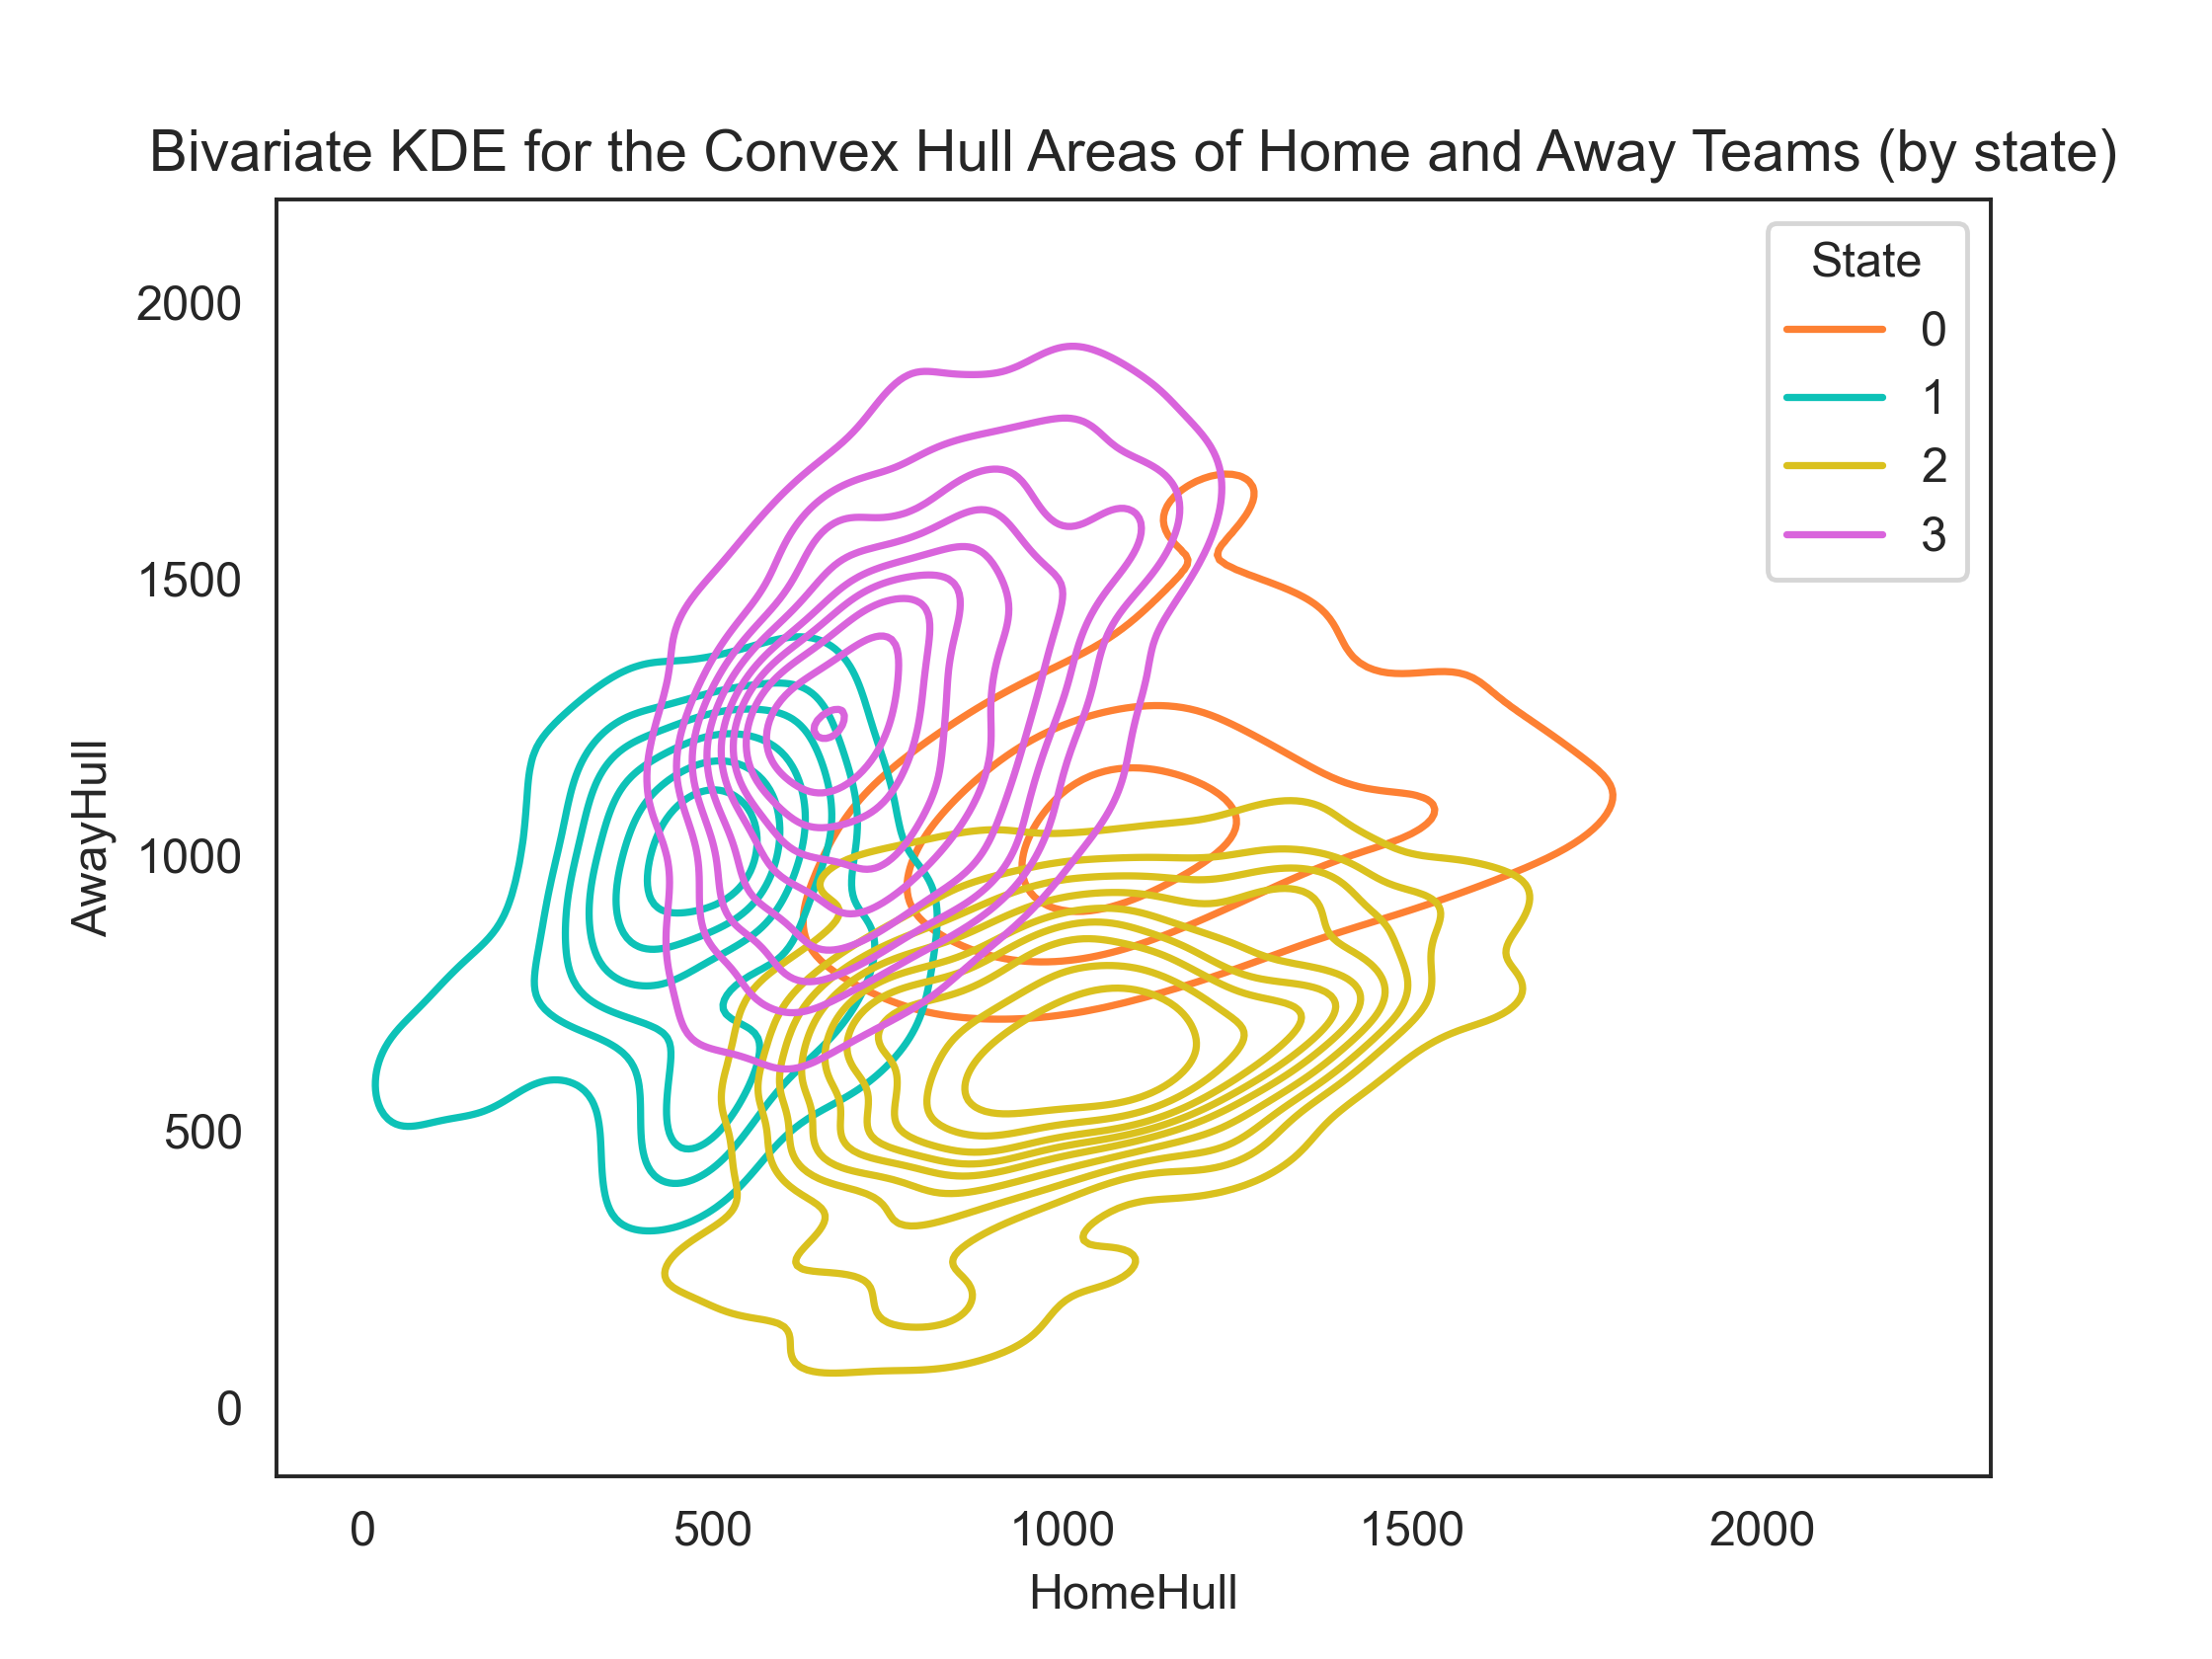 Bivariate KDE for the Convex Hull Areas of Home and Away Teams (by state)
State
0
1
2
3
2000
1500
1000
500
0
AwayHull
0 500 1000 1500 2000
HomeHull